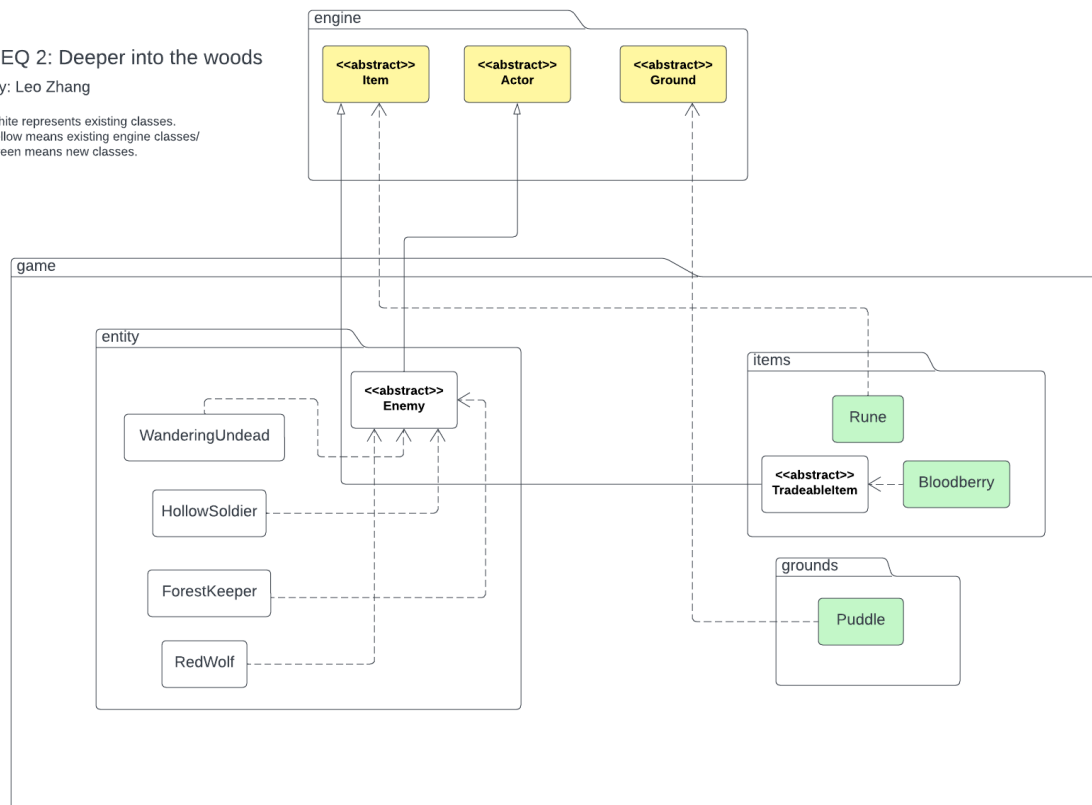 engine
EQ 2: Deeper into the woods
y: Leo Zhang
hite represents existing classes.
llow means existing engine classes/
een means new classes.
<<abstract>>
Item
<<abstract>>
Actor
<<abstract>>
Ground
game
entity
<<abstract>>
Enemy
WanderingUndead
HollowSoldier
ForestKeeper
RedWolf
items
Rune
<<abstract>>
TradeableItem
Bloodberry
grounds
Puddle